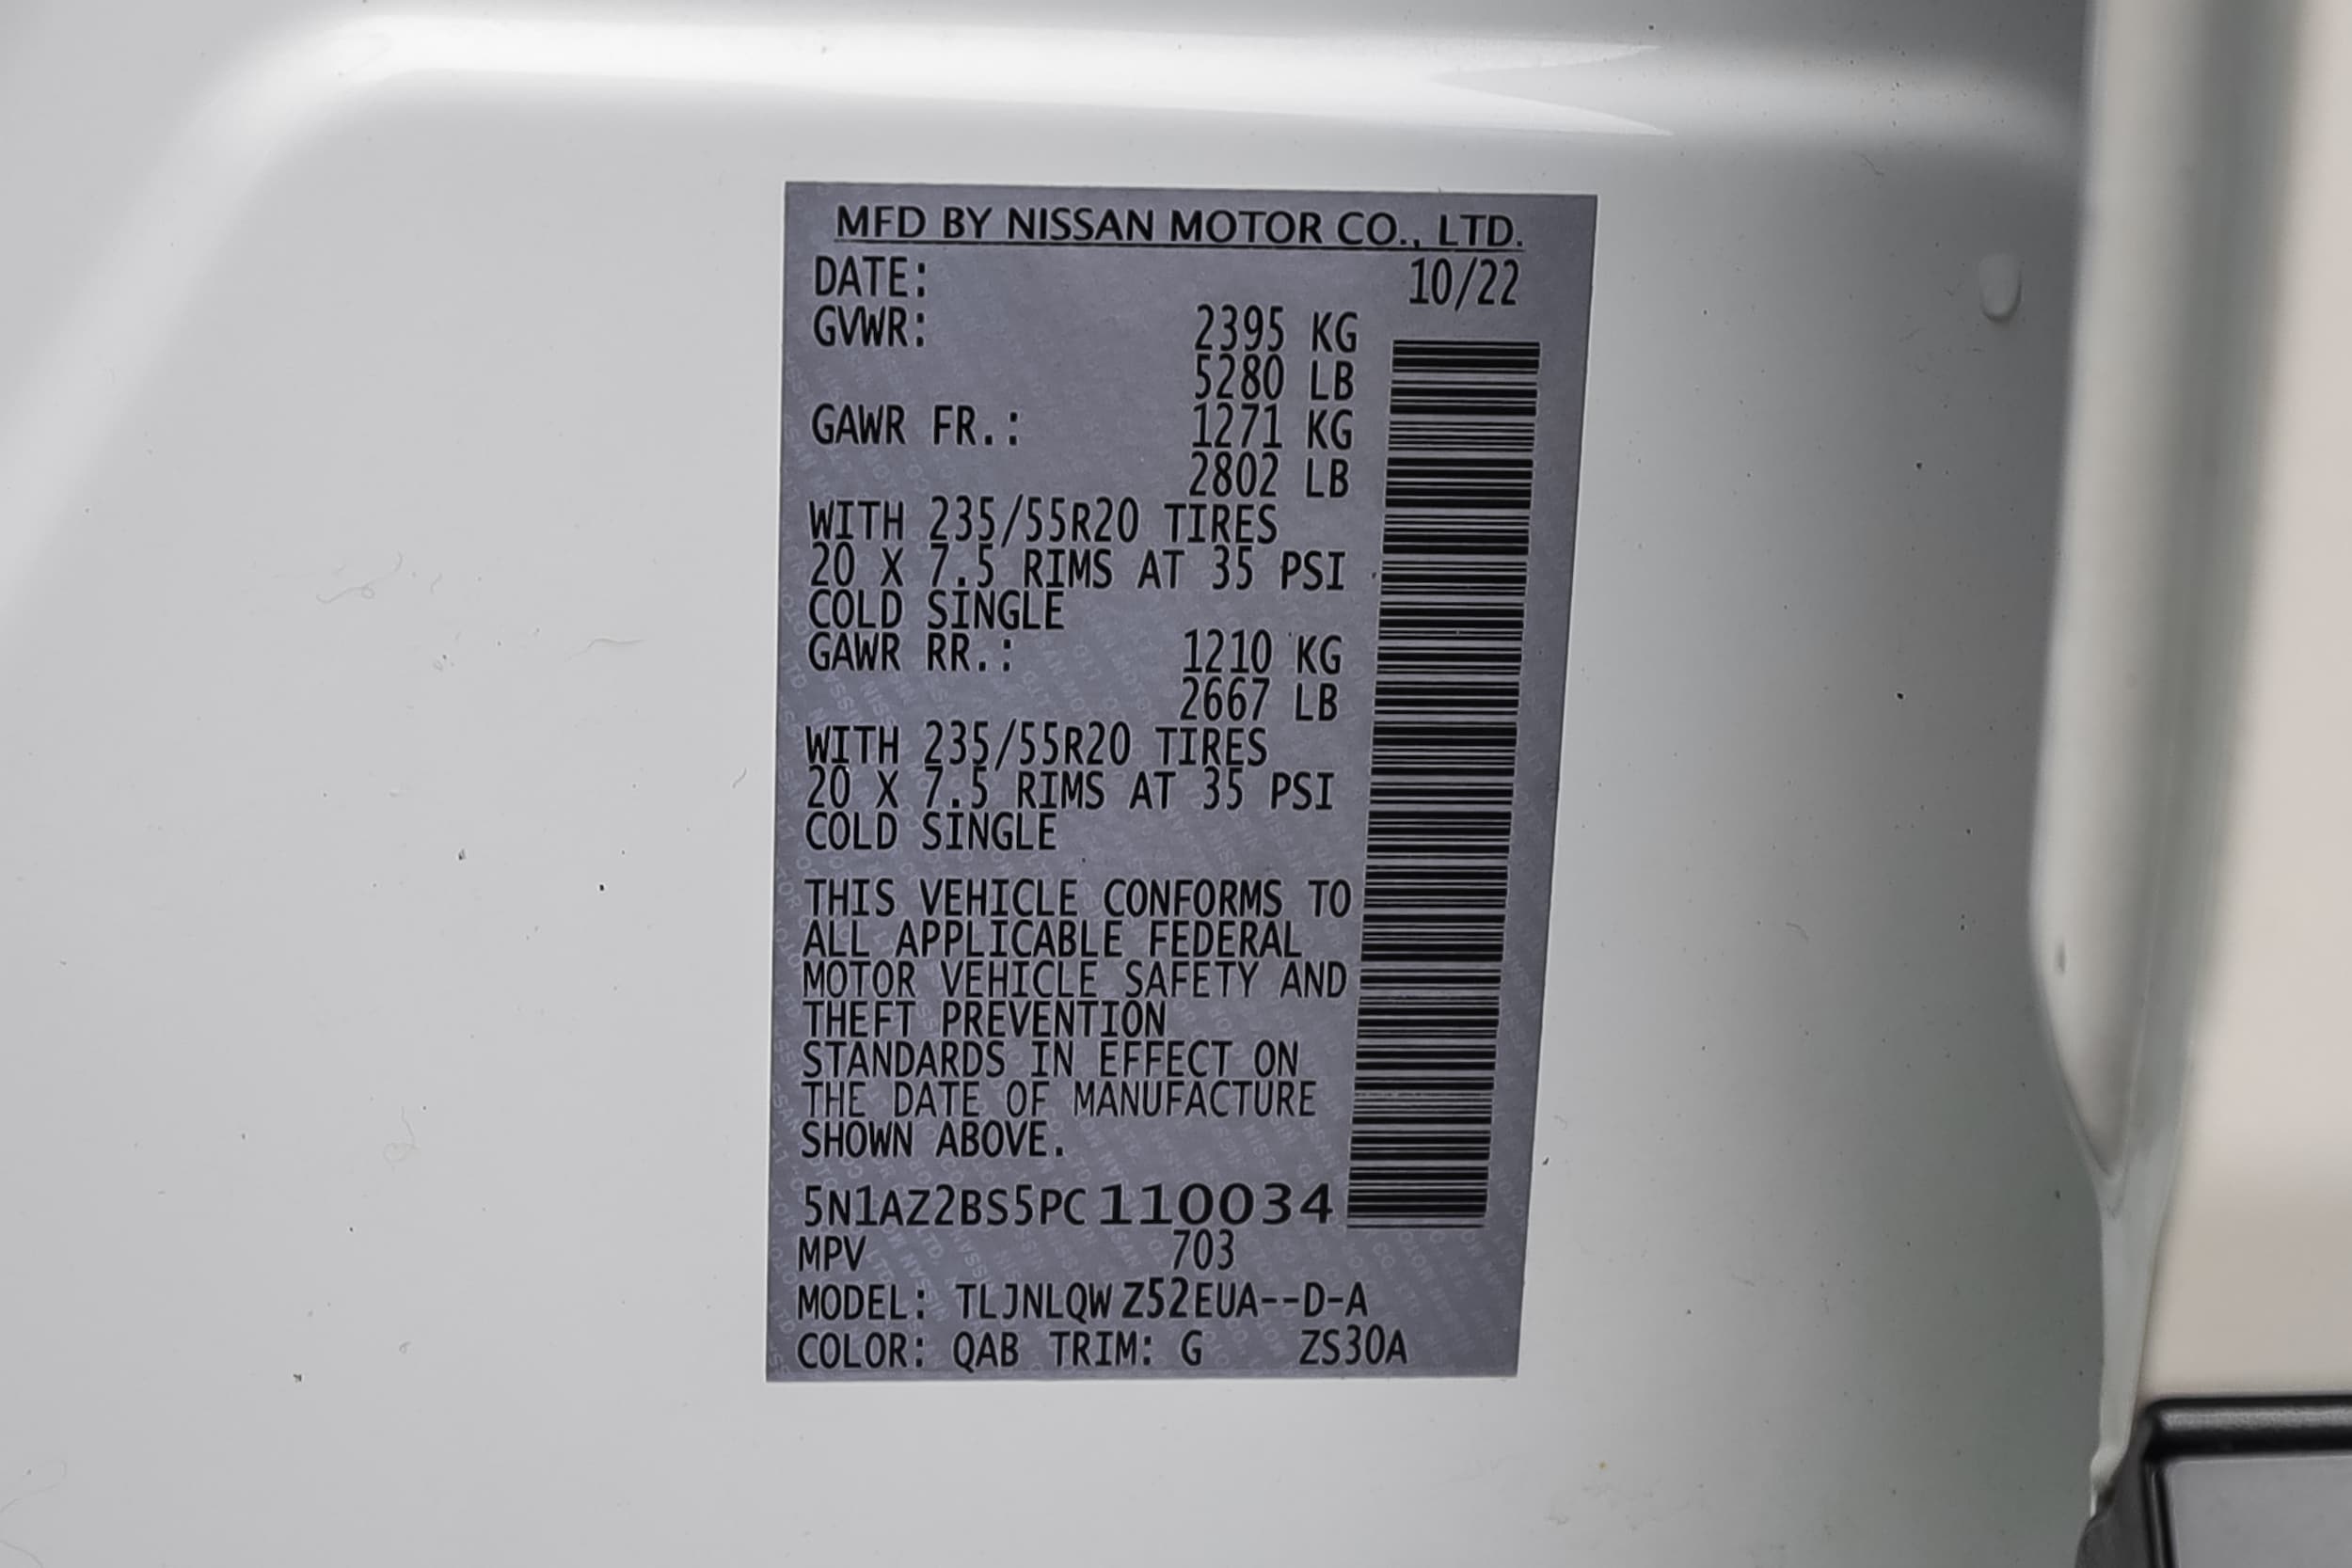 MFD BY NISSAN MOTOR CO., LTD.
DATE: 10/22
GVWR: 2395 KG
5280 LB
GAWR FR.: 1271 KG
2802 LB
WITH 235/55R20 TIRES
20 X 7.5 RIMS AT 35 PSI
COLD SINGLE
GAWR RR.: 1210 KG
2667 LB
WITH 235/55R20 TIRES
20 X 7.5 RIMS AT 35 PSI
COLD SINGLE
THIS VEHICLE CONFORMS TO
ALL APPLICABLE FEDERAL
MOTOR VEHICLE SAFETY AND
THEFT PREVENTION
STANDARDS IN EFFECT ON
THE DATE OF MANUFACTURE
SHOWN ABOVE.
5N1AZ2BS5PC110034
MPV 703
MODEL: TLJNLQW Z52EUA--D-A
COLOR: QAB TRIM: G ZS30A